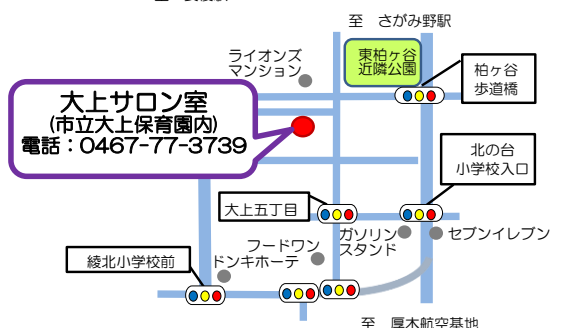 至 さがみ野駅
東柏ヶ谷
近隣公園
ライオンズ
マンション
柏ヶ谷
歩道橋
大上サロン室
(市立大上保育園内)
電話：0467-77-3739
北の台
小学校入口
大上五丁目
ガソリン
スタンド
セブンイレブン
フードワン
ドンキホーテ
綾北小学校前
至 厚木航空基地